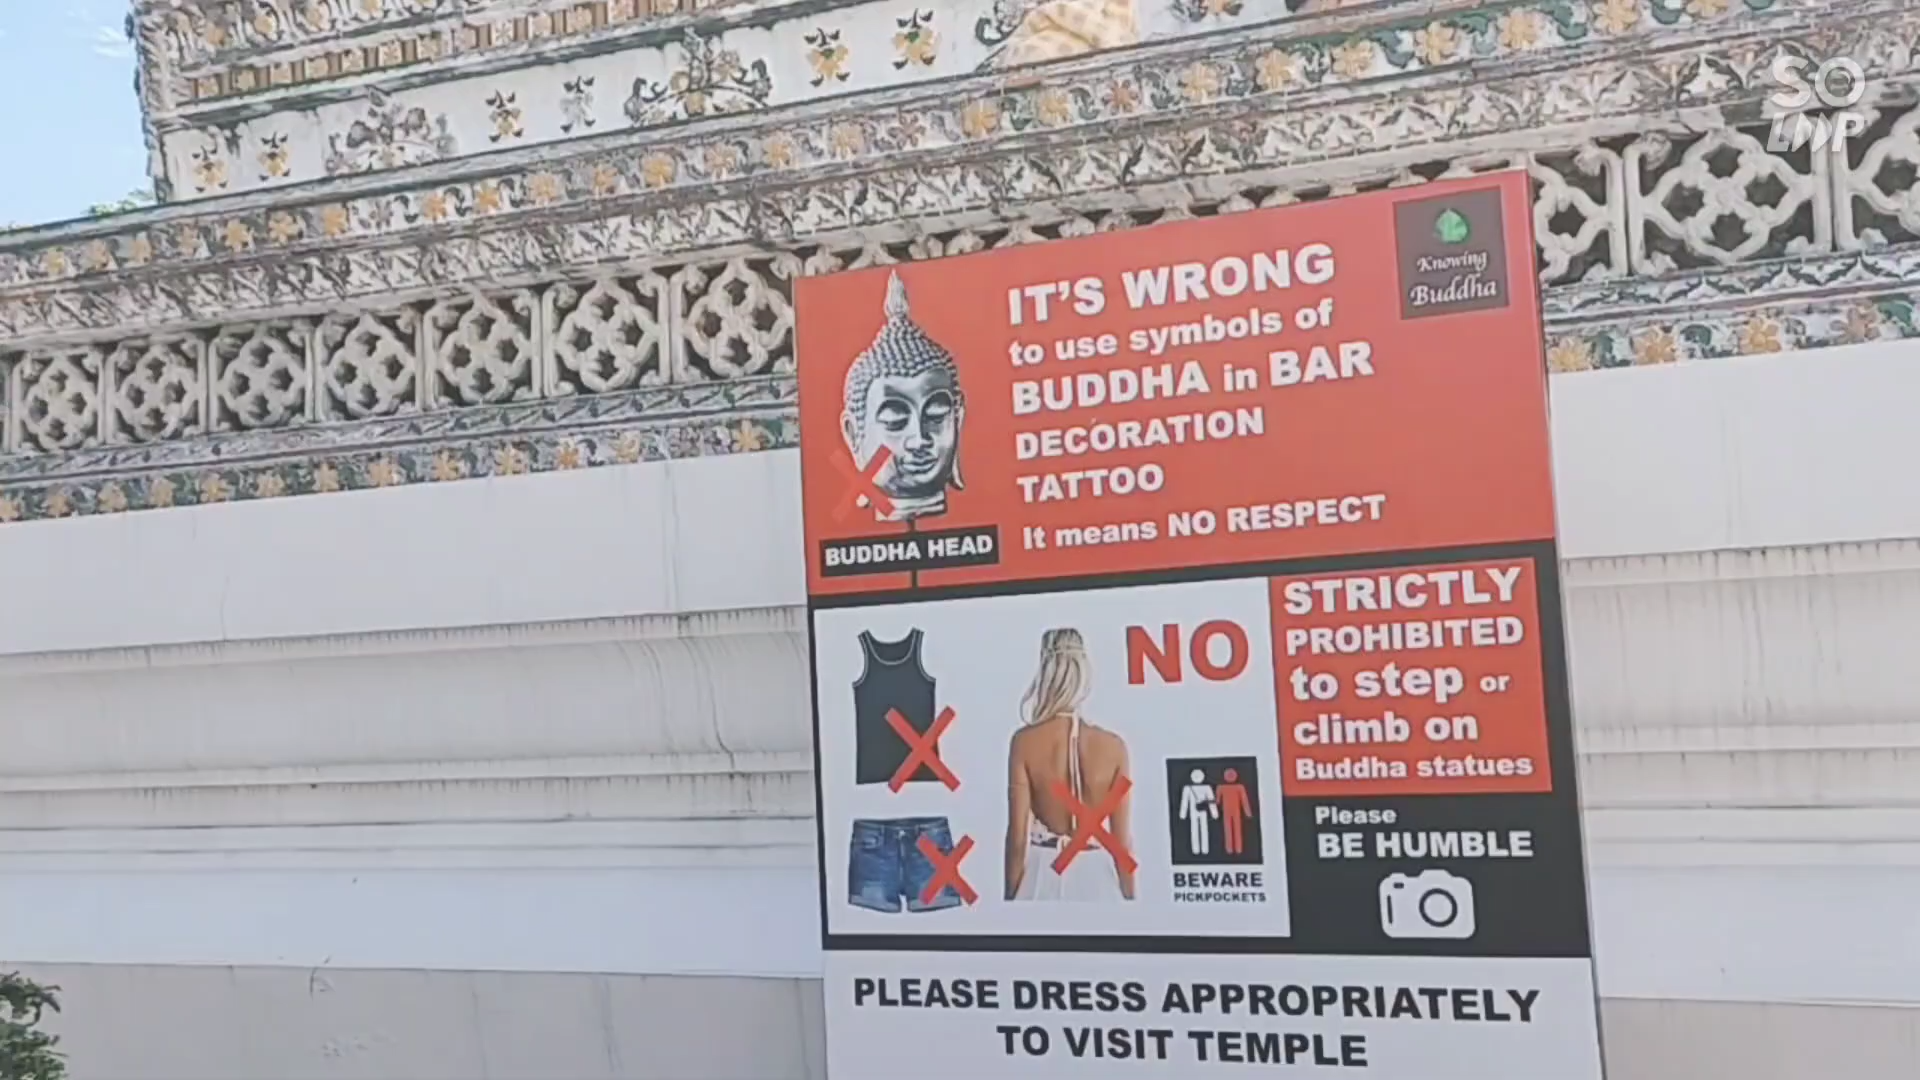 SO
LMP
Knowing
Buddha
IT'S WRONG
to use symbols of
BUDDHA in BAR
DECORATION
TATTOO
It means NO RESPECT
BUDDHA HEAD
NO
BEWARE
PICKPOCKETS
STRICTLY
PROHIBITED
to step or
climb on
Buddha statues
Please
BE HUMBLE
PLEASE DRESS APPROPRIATELY
TO VISIT TEMPLE